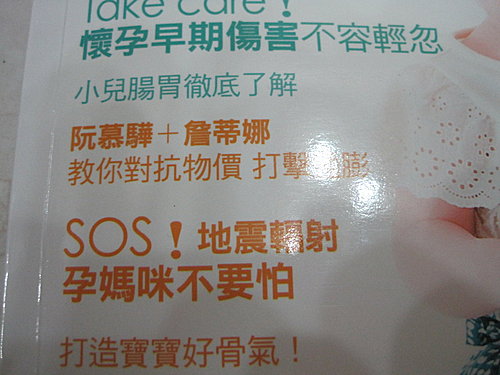 Take care!
懷孕早期傷害不容輕忽
小兒腸胃徹底了解
阮慕驊＋詹蒂娜
教你對抗物價 打擊 膨
SOS！地震輻射
孕媽咪不要怕
打造寶寶好骨氣！